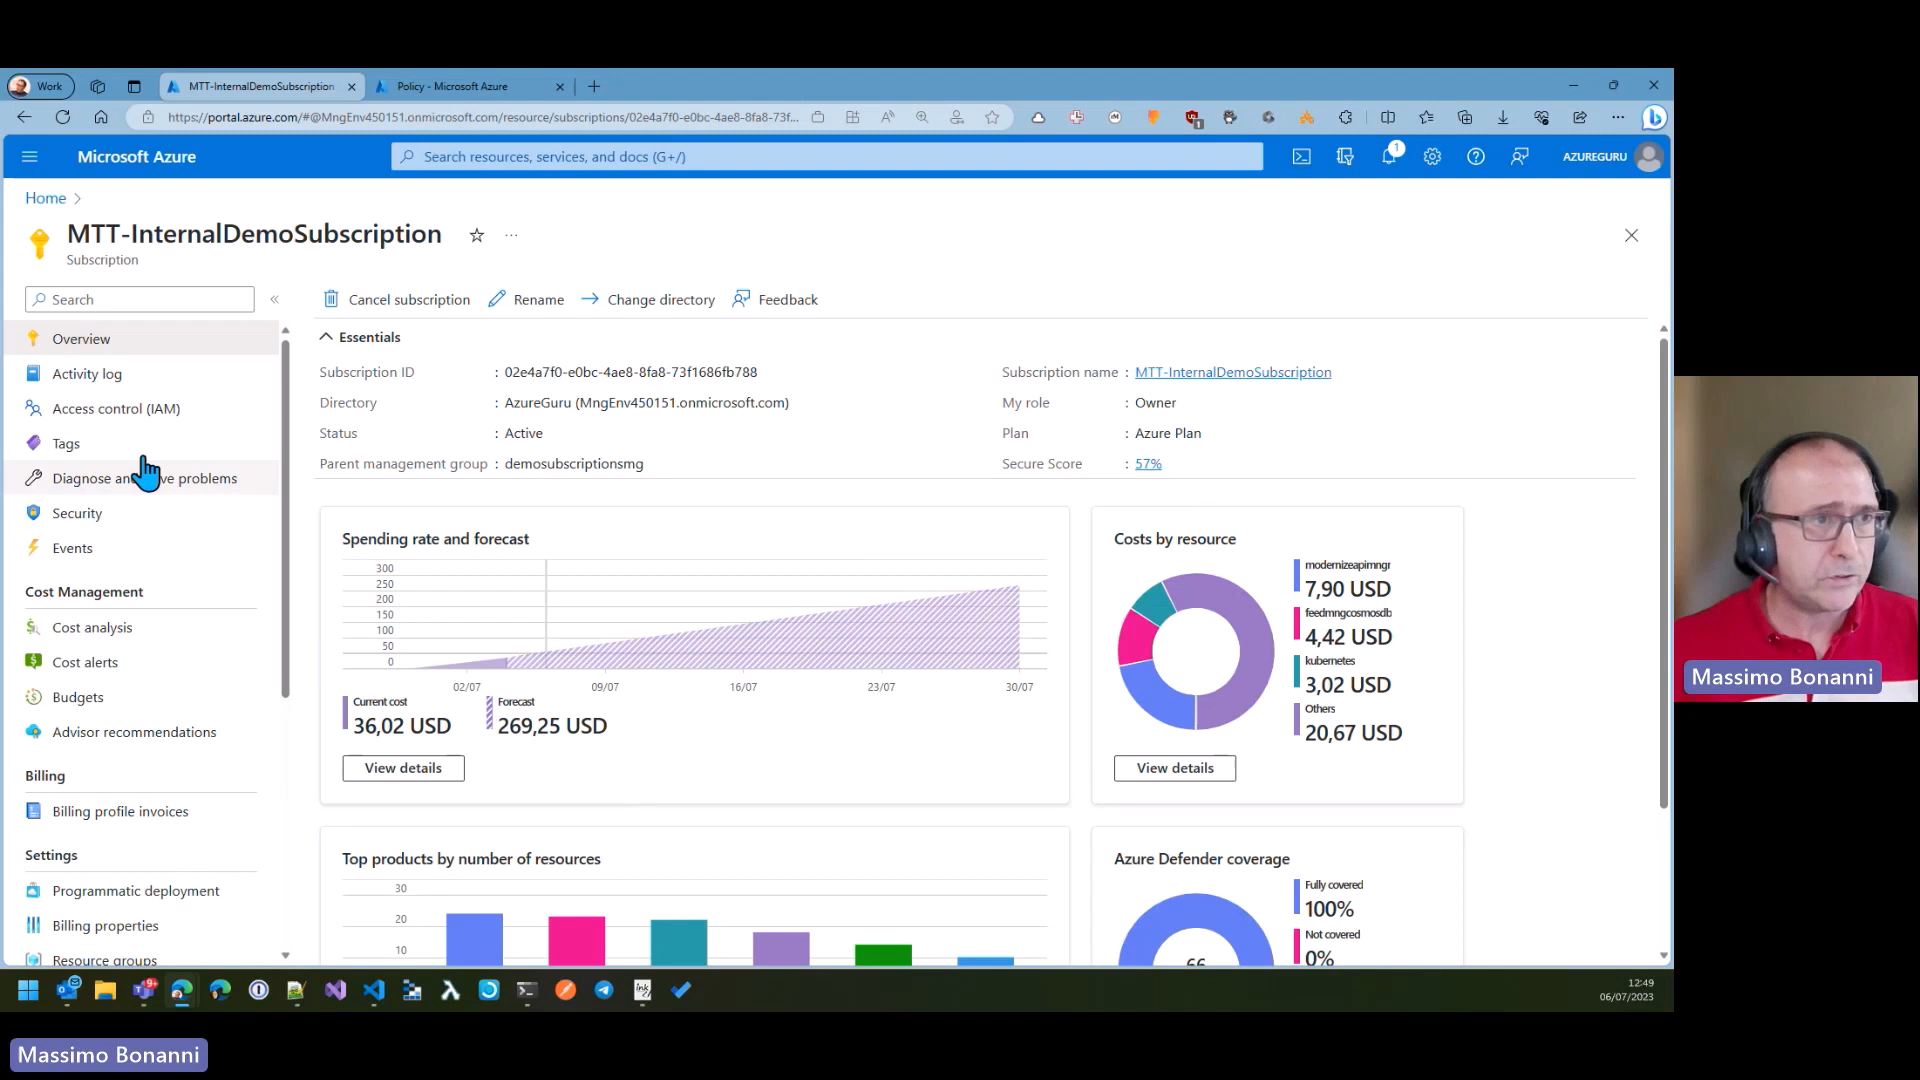 Work
MTT-InternalDemoSubscription
Policy - Microsoft Azure
https://portal.azure.com/#@MngEnv450151.onmicrosoft.com/resource/subscriptions/02e4a7f0-e0bc-4ae8-8fa8-73f...
Microsoft Azure
Search resources, services, and docs (G+/)
1
AZUREGURU
Home
MTT-InternalDemoSubscription
Subscription
Search
Cancel subscription
Rename
Change directory
Feedback
Overview
Activity log
Access control (IAM)
Tags
Diagnose an ve problems
Security
Events
Cost Management
Cost analysis
Cost alerts
Budgets
Advisor recommendations
Billing
Billing profile invoices
Settings
Programmatic deployment
Billing properties
Resource groups
Essentials
Subscription ID : 02e4a7f0-e0bc-4ae8-8fa8-73f1686fb788
Directory : AzureGuru (MngEnv450151.onmicrosoft.com)
Status : Active
Parent management group : demosubscriptionsmg
Subscription name : MTT-InternalDemoSubscription
My role : Owner
Plan : Azure Plan
Secure Score : 57%
Spending rate and forecast
300
250
200
150
100
50
0
02/07 09/07 16/07 23/07 30/07
Current cost
36,02 USD
Forecast
269,25 USD
View details
Costs by resource
modernizeapimngr
7,90 USD
feedmngcosmosdb
4,42 USD
kubernetes
3,02 USD
Others
20,67 USD
View details
Top products by number of resources
30
20
10
Azure Defender coverage
66
Fully covered
100%
Not covered
0%
9+
12:49
06/07/2023
Massimo Bonanni
Massimo Bonanni